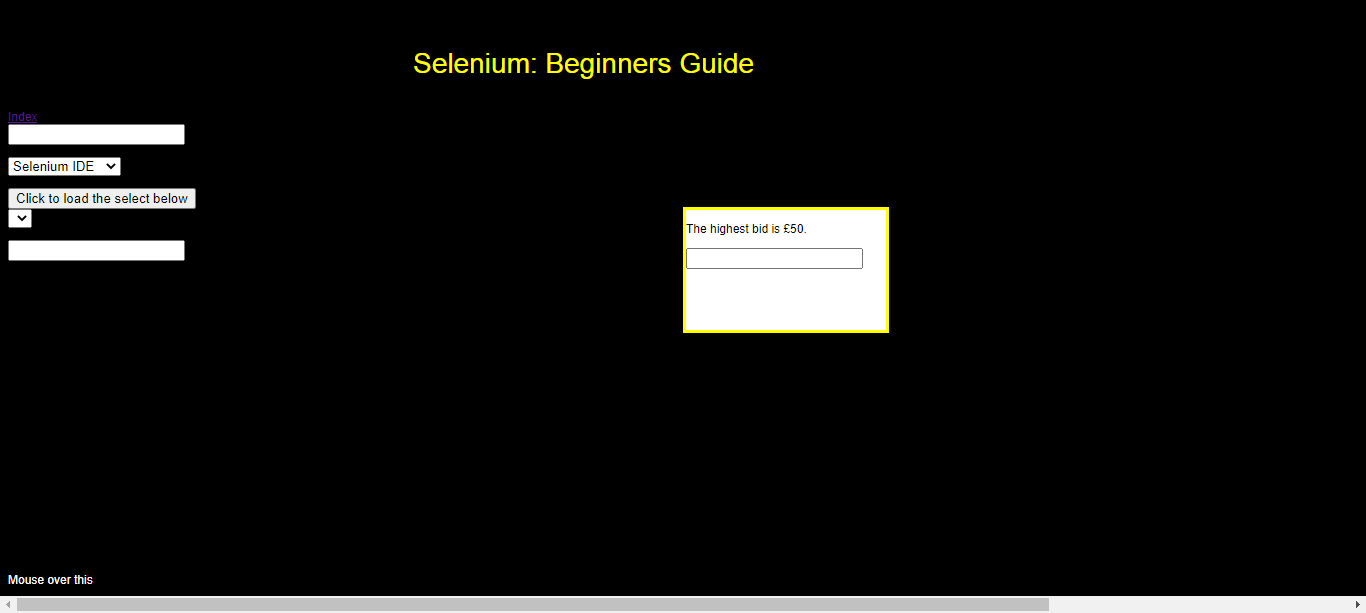 Selenium: Beginners Guide
Index
Selenium IDE
Click to load the select below
The highest bid is £50.
Mouse over this